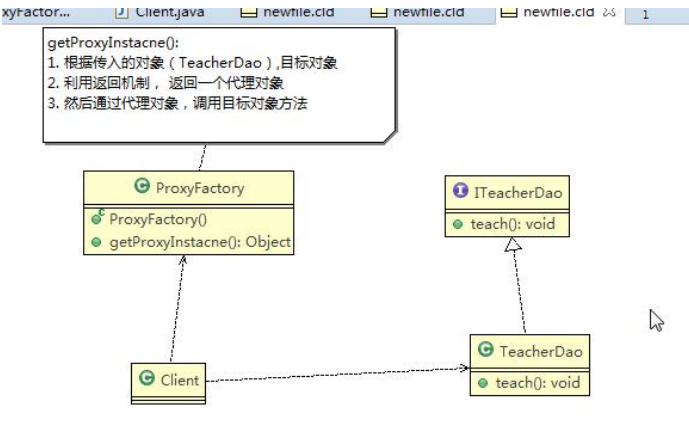 xyFactor...
Client.java
newfile.cld
newfile.cld
newfile.cld
1
getProxyInstacne():
1. 根据传入的对象（TeacherDao）,目标对象
2. 利用返回机制， 返回一个代理对象
3. 然后通过代理对象，调用目标对象方法
ProxyFactory
ProxyFactory()
getProxyInstacne(): Object
ITeacherDao
teach(): void
Client
TeacherDao
teach(): void